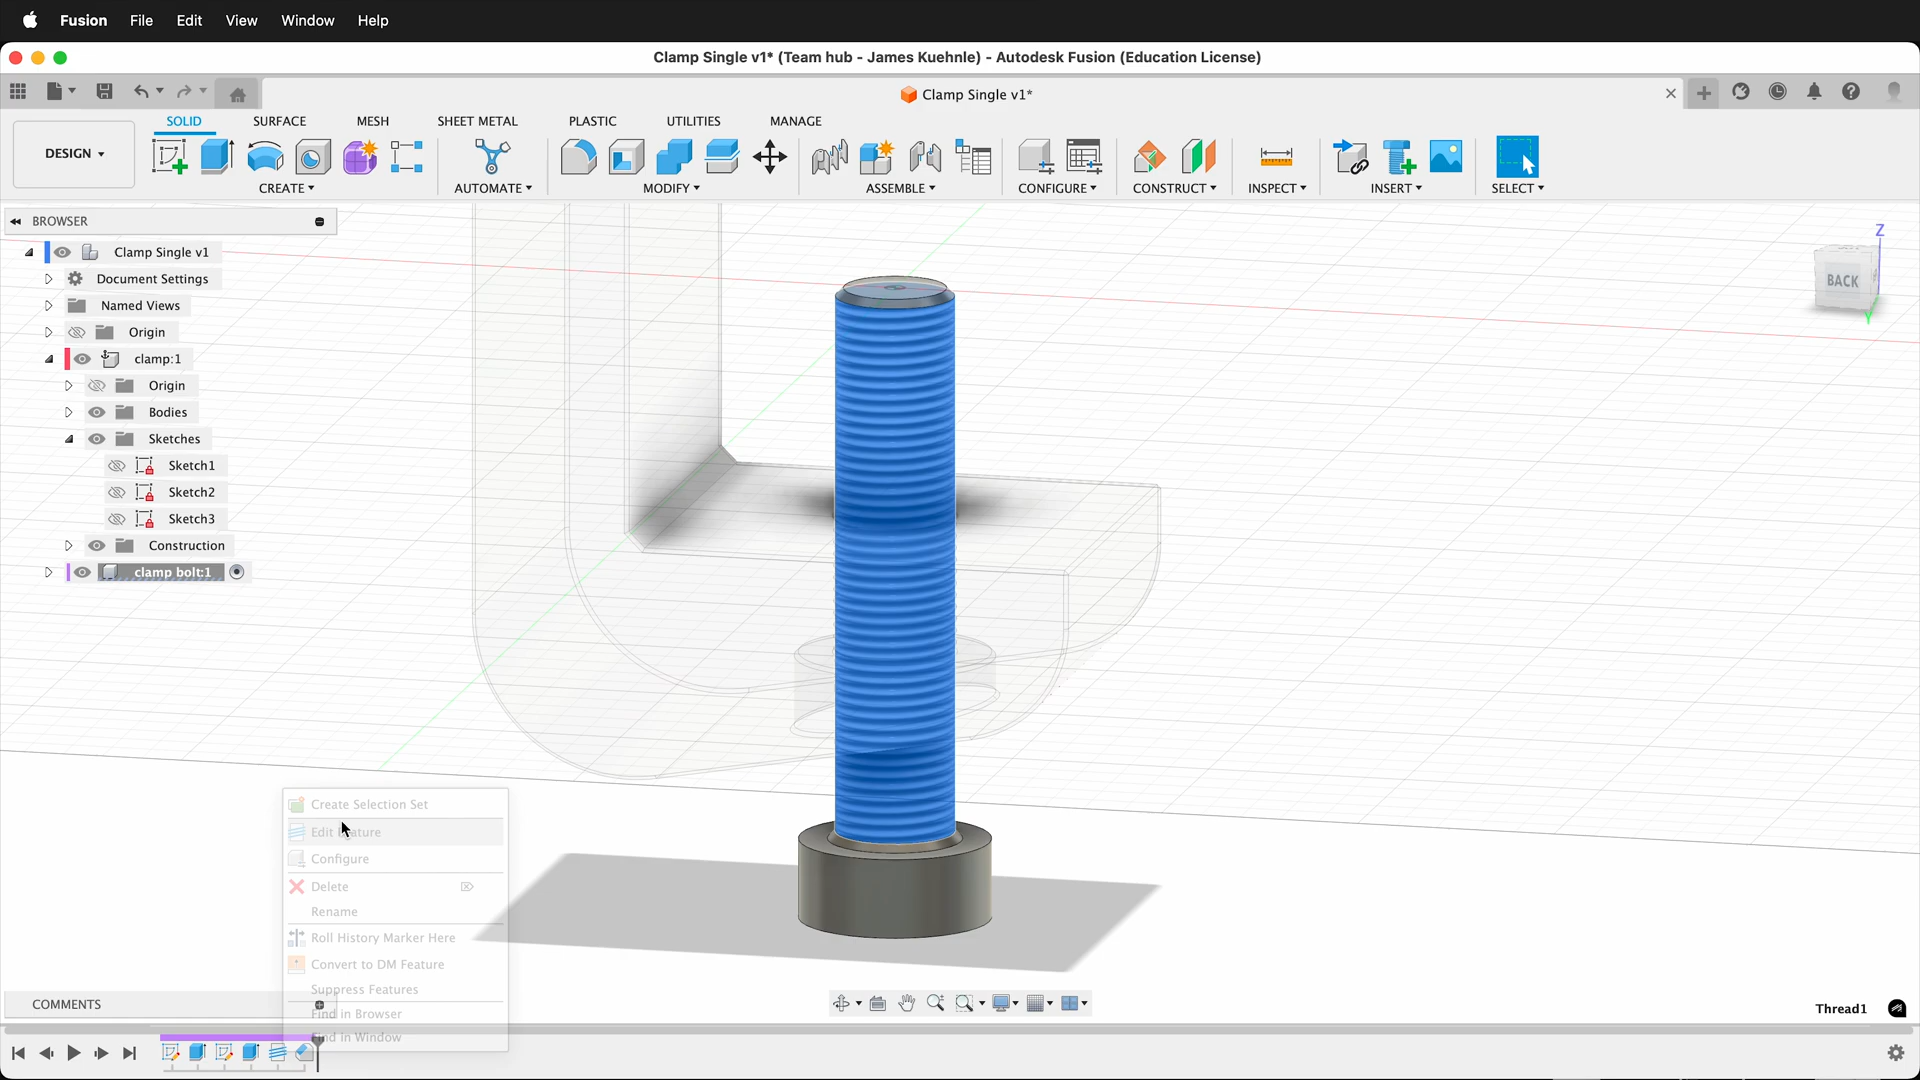 Fusion File Edit View Window Help
Clamp Single v1* (Team hub - James Kuehnle) - Autodesk Fusion (Education License)
Clamp Single v1*
SOLID SURFACE MESH SHEET METAL PLASTIC UTILITIES MANAGE
DESIGN
CREATE AUTOMATE MODIFY ASSEMBLE CONFIGURE CONSTRUCT INSPECT INSERT SELECT
BROWSER
Clamp Single v1
Document Settings
Named Views
Origin
clamp:1
Origin
Bodies
Sketches
Sketch1
Sketch2
Sketch3
Construction
clamp bolt:1
Z
BACK
Y
Create Selection Set
Edit Feature
Configure
Delete
Rename
Roll History Marker Here
Convert to DM Feature
Suppress Features
Find in Browser
Find in Window
COMMENTS
Thread1